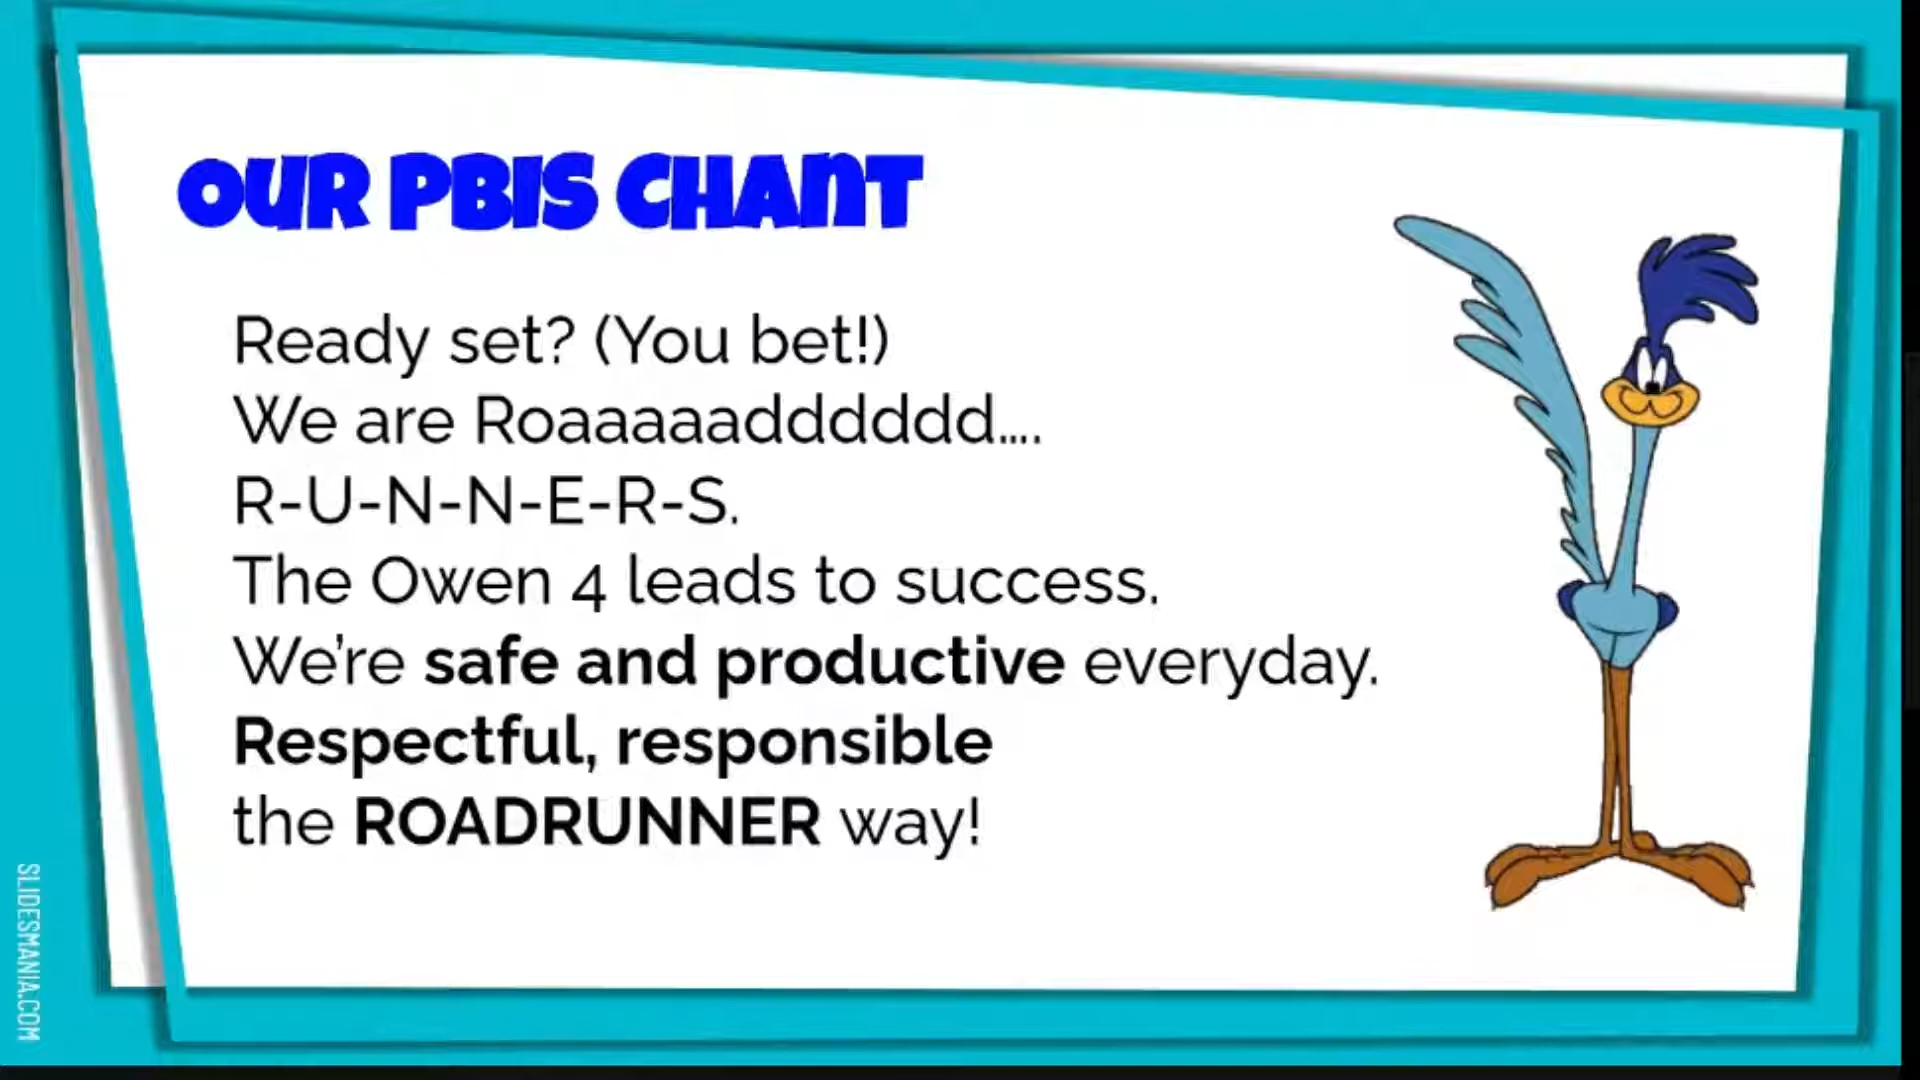 OUR PBIS CHANT
Ready set? (You bet!)
We are Roaaaaadddddd....
R-U-N-N-E-R-S.
The Owen 4 leads to success.
We're safe and productive everyday.
Respectful, responsible
the ROADRUNNER way!
SLIDESMANIA.COM